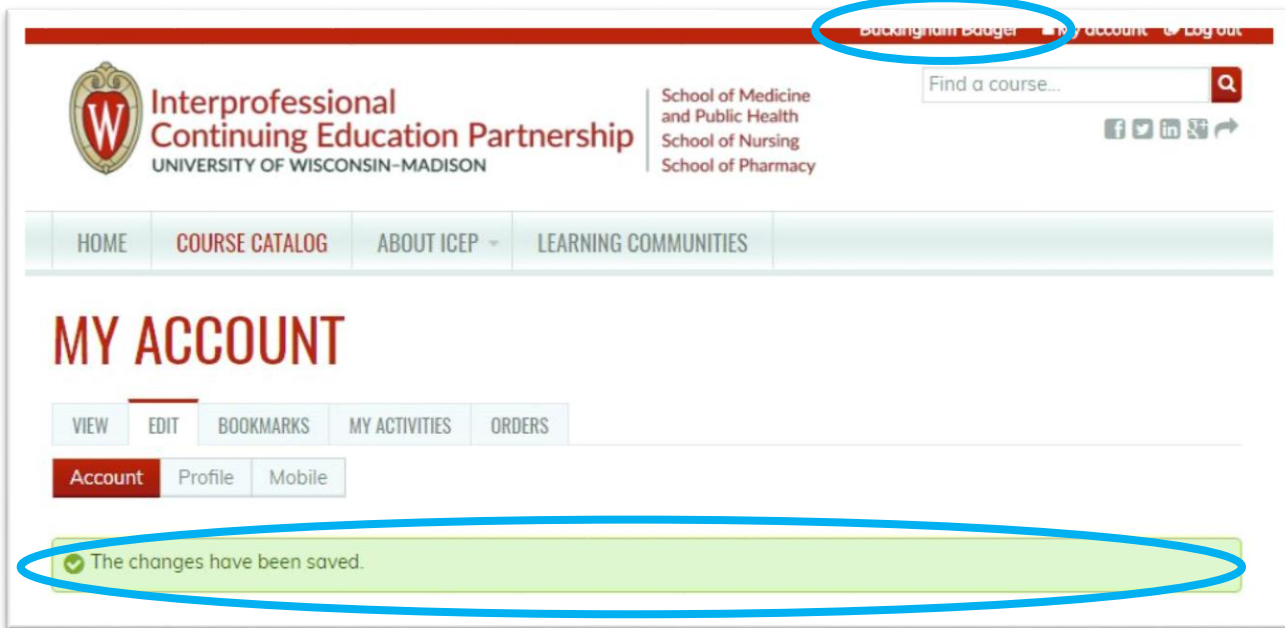 Buckingham Badger My account Log out
Interprofessional
Continuing Education Partnership
UNIVERSITY OF WISCONSIN–MADISON
School of Medicine
and Public Health
School of Nursing
School of Pharmacy
Find a course...
HOME COURSE CATALOG ABOUT ICEP LEARNING COMMUNITIES
MY ACCOUNT
VIEW EDIT BOOKMARKS MY ACTIVITIES ORDERS
Account Profile Mobile
The changes have been saved.